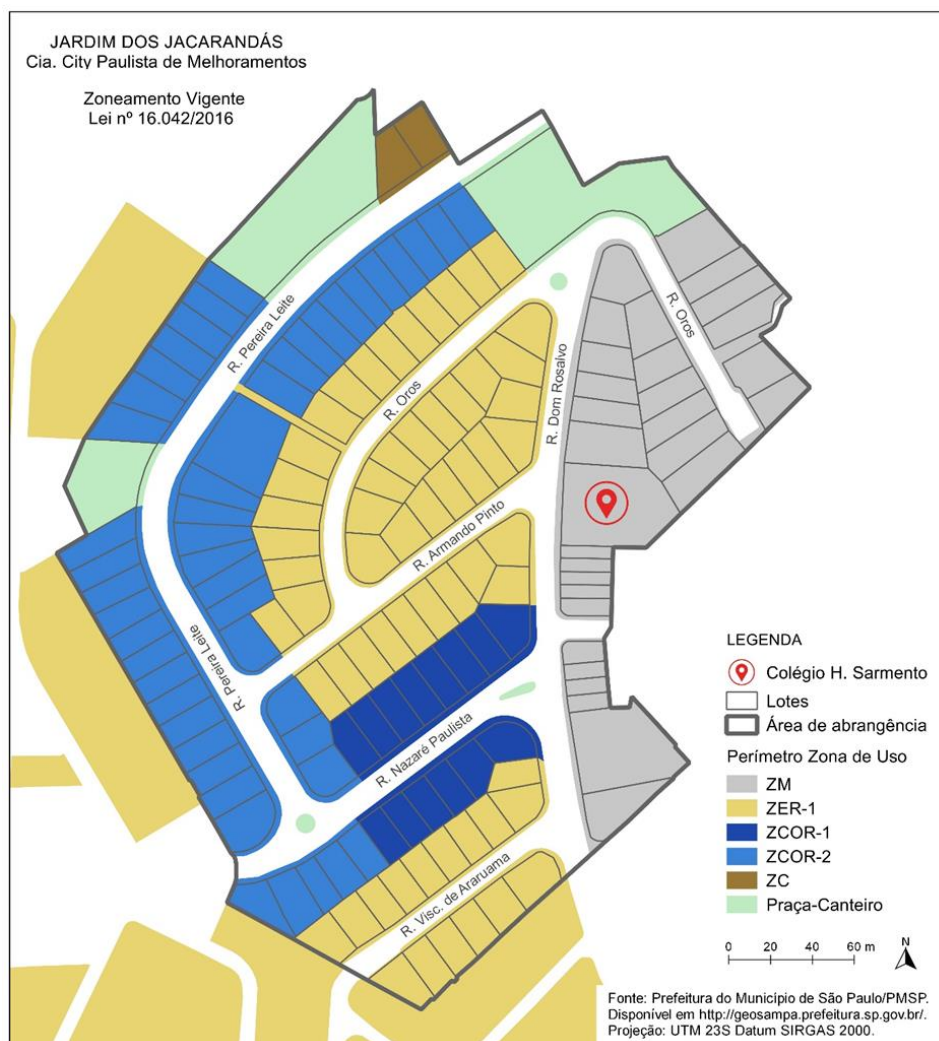 JARDIM DOS JACARANDÁS
Cia. City Paulista de Melhoramentos
Zoneamento Vigente
Lei nº 16.042/2016
R. Pereira Leite
R. Oros
R. Oros
R. Dom Rosalvo
R. Armando Pinto
R. Pereira Leite
R. Nazaré Paulista
R. Visc. de Araruama
LEGENDA
Colégio H. Sarmento
Lotes
Área de abrangência
Perímetro Zona de Uso
ZM
ZER-1
ZCOR-1
ZCOR-2
ZC
Praça-Canteiro
0 20 40 60 m
N
Fonte: Prefeitura do Município de São Paulo/PMSP.
Disponível em http://geosampa.prefeitura.sp.gov.br/.
Projeção: UTM 23S Datum SIRGAS 2000.